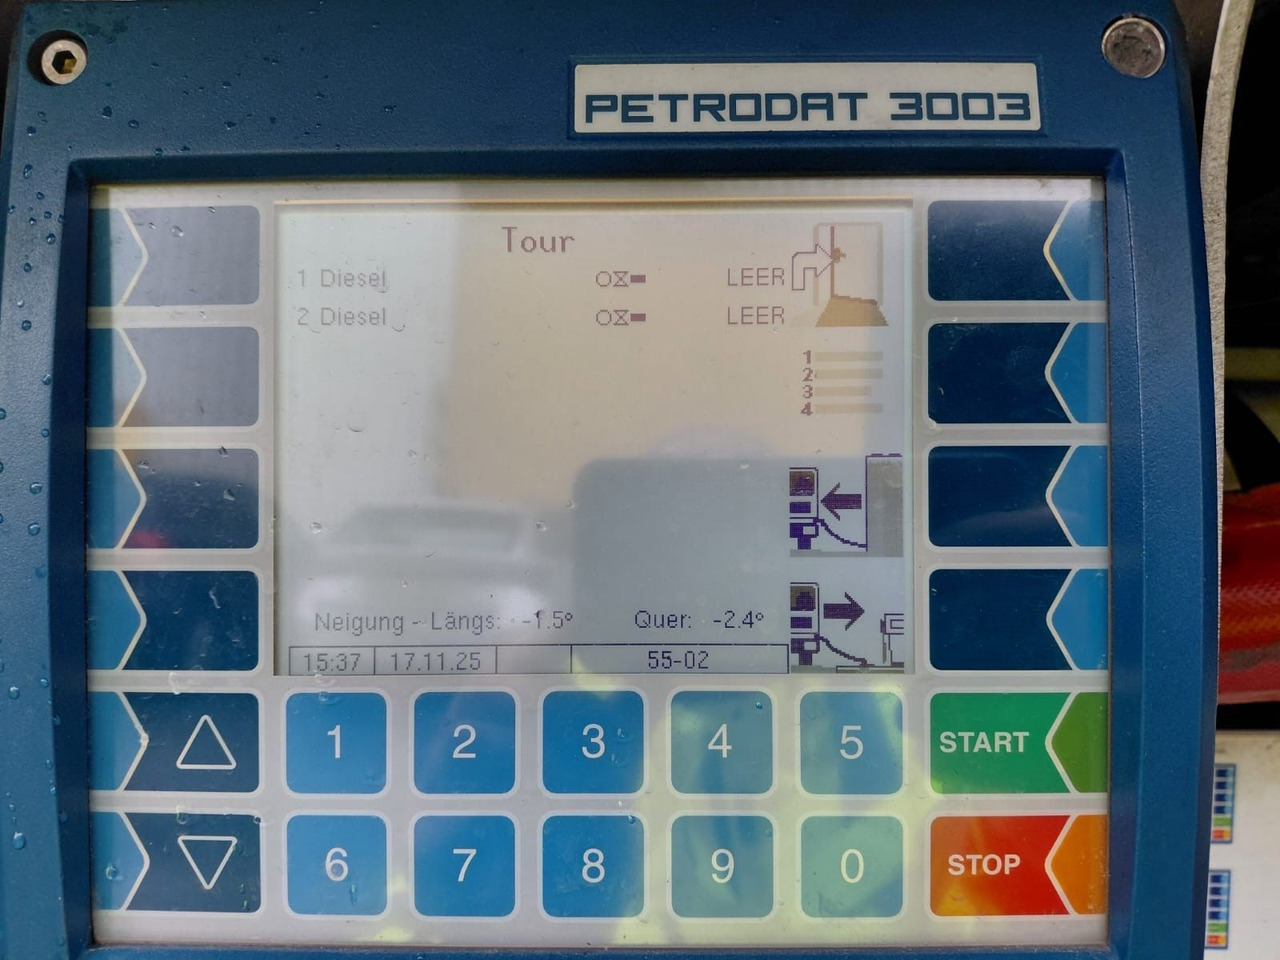 PETRODAT 3003
Tour
1 Diesel LEER
2 Diesel LEER
1
2
3
4
Neigung - Längs: -1.5° Quer: -2.4°
15:37 17.11.25 55-02
1 2 3 4 5 START
6 7 8 9 0 STOP